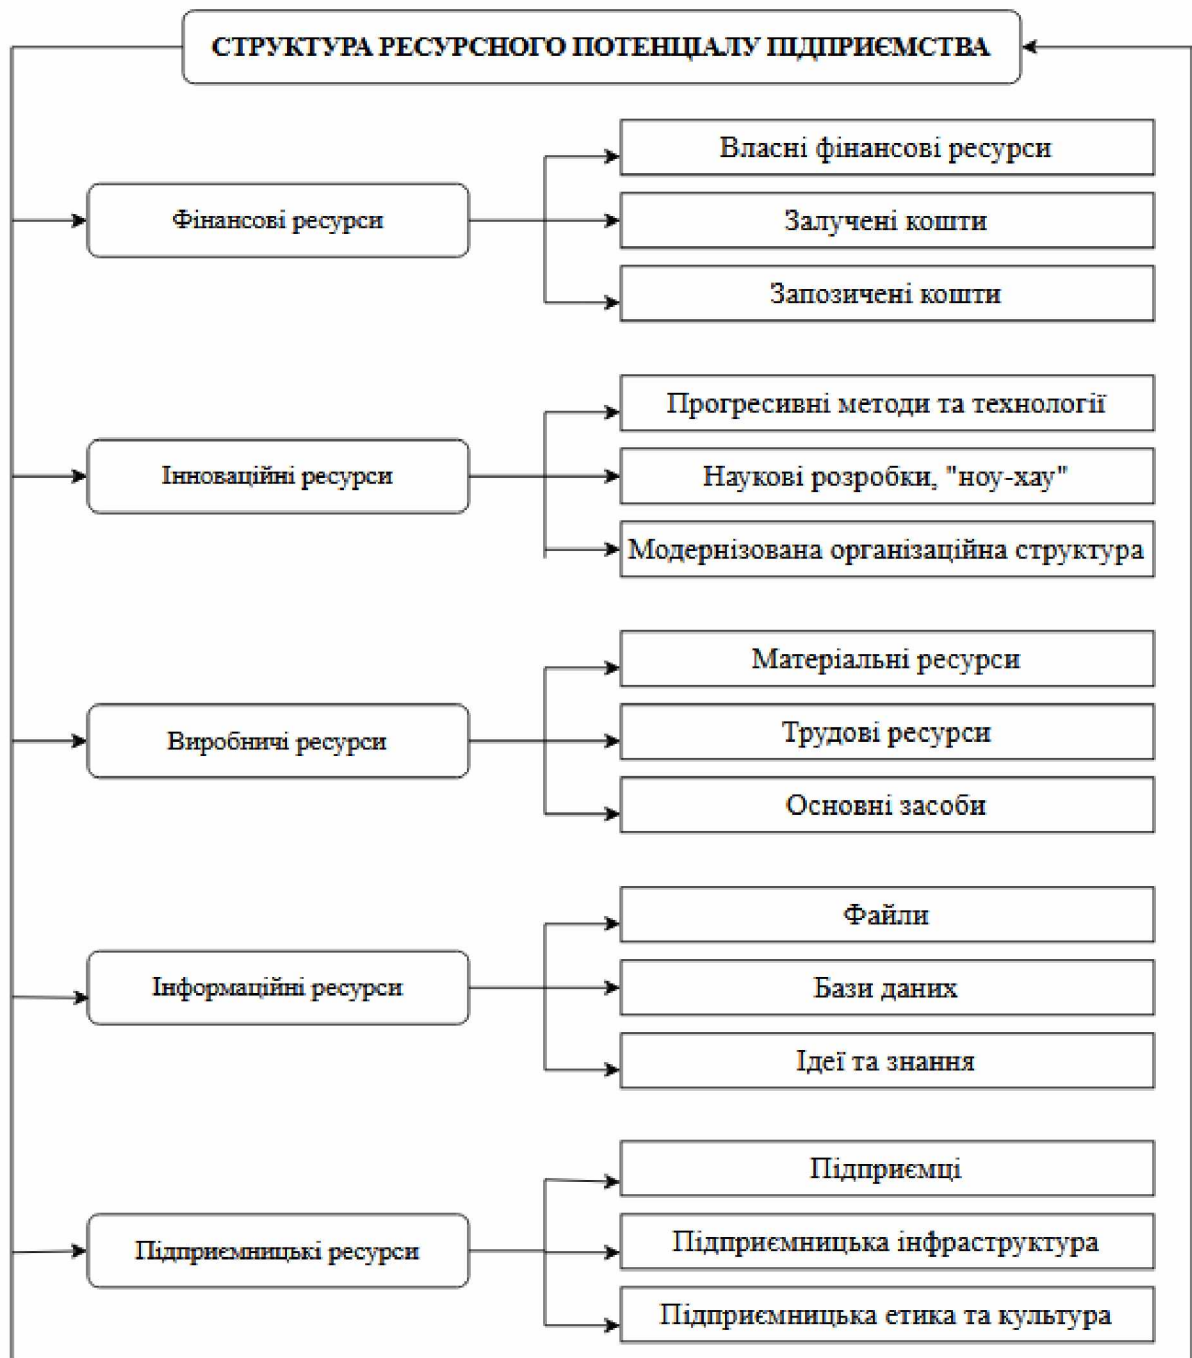 СТРУКТУРА РЕСУРСНОГО ПОТЕНЦІАЛУ ПІДПРИЄМСТВА
Фінансові ресурси
Власні фінансові ресурси
Залучені кошти
Запозичені кошти
Інноваційні ресурси
Прогресивні методи та технології
Наукові розробки, "ноу-хау"
Модернізована організаційна структура
Виробничі ресурси
Матеріальні ресурси
Трудові ресурси
Основні засоби
Інформаційні ресурси
Файли
Бази даних
Ідеї та знання
Підприємницькі ресурси
Підприємці
Підприємницька інфраструктура
Підприємницька етика та культура